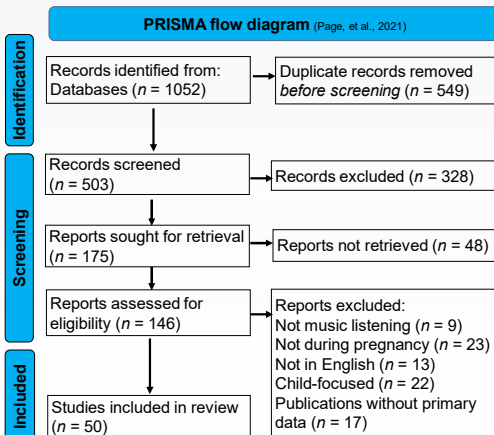 PRISMA flow diagram (Page, et al., 2021)
Identification
Records identified from:
Databases (n = 1052)
Duplicate records removed
before screening (n = 549)
Screening
Records screened
(n = 503)
Records excluded (n = 328)
Reports sought for retrieval
(n = 175)
Reports not retrieved (n = 48)
Reports assessed for
eligibility (n = 146)
Reports excluded:
Not music listening (n = 9)
Not during pregnancy (n = 23)
Not in English (n = 13)
Child-focused (n = 22)
Publications without primary
data (n = 17)
Included
Studies included in review
(n = 50)